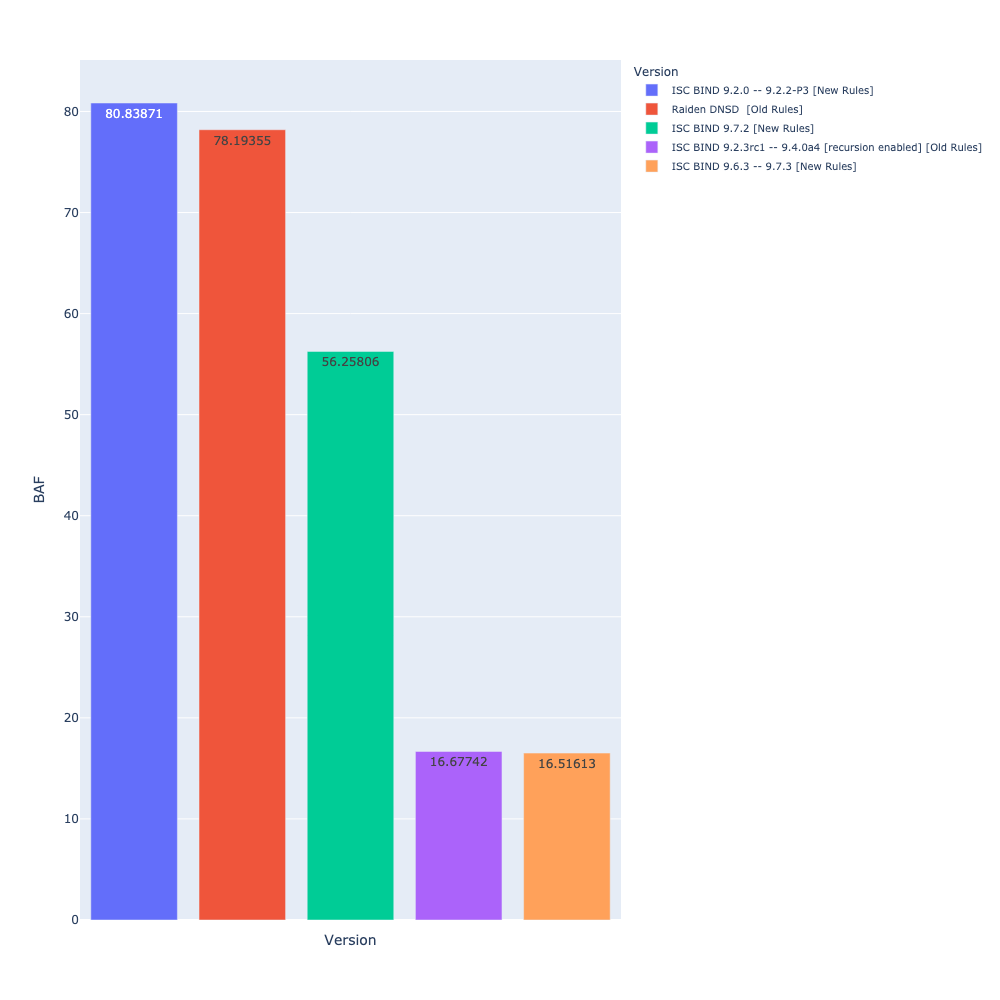 Version
ISC BIND 9.2.0 -- 9.2.2-P3 [New Rules]
Raiden DNSD  [Old Rules]
ISC BIND 9.7.2 [New Rules]
ISC BIND 9.2.3rc1 -- 9.4.0a4 [recursion enabled] [Old Rules]
ISC BIND 9.6.3 -- 9.7.3 [New Rules]
80
70
60
50
40
30
20
10
0
BAF
80.83871
78.19355
56.25806
16.67742
16.51613
Version